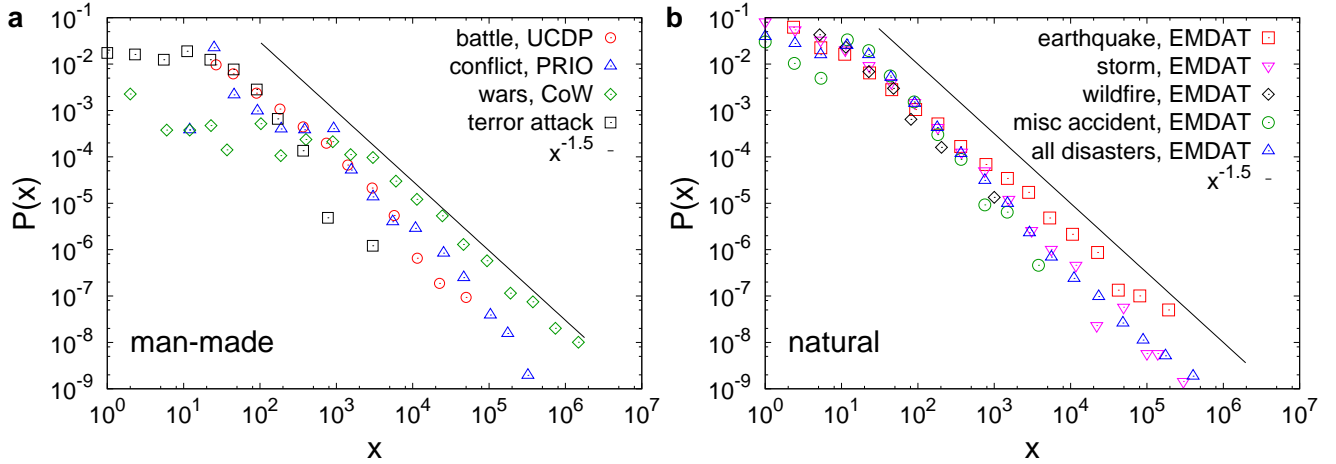 a
10^-1
10^-2
10^-3
10^-4
10^-5
10^-6
10^-7
10^-8
10^-9
P(x)
battle, UCDP
conflict, PRIO
wars, CoW
terror attack
x^-1.5
man-made
10^0 10^1 10^2 10^3 10^4 10^5 10^6 10^7
x
b
10^-1
10^-2
10^-3
10^-4
10^-5
10^-6
10^-7
10^-8
10^-9
P(x)
earthquake, EMDAT
storm, EMDAT
wildfire, EMDAT
misc accident, EMDAT
all disasters, EMDAT
x^-1.5
natural
10^0 10^1 10^2 10^3 10^4 10^5 10^6 10^7
x